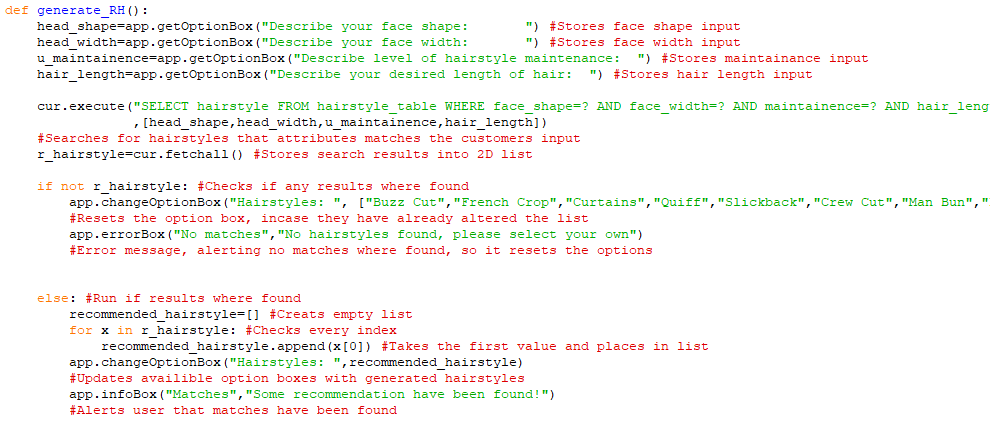 def generate_RH():
    head_shape=app.getOptionBox("Describe your face shape:       ") #Stores face shape input
    head_width=app.getOptionBox("Describe your face width:       ") #Stores face width input
    u_maintainence=app.getOptionBox("Describe level of hairstyle maintenance:  ") #Stores maintainance input
    hair_length=app.getOptionBox("Describe your desired length of hair:  ") #Stores hair length input
    cur.execute("SELECT hairstyle FROM hairstyle_table WHERE face_shape=? AND face_width=? AND maintainence=? AND hair_leng
                ,[head_shape,head_width,u_maintainence,hair_length])
    #Searches for hairstyles that attributes matches the customers input
    r_hairstyle=cur.fetchall() #Stores search results into 2D list
    if not r_hairstyle: #Checks if any results where found
        app.changeOptionBox("Hairstyles: ", ["Buzz Cut","French Crop","Curtains","Quiff","Slickback","Crew Cut","Man Bun","
        #Resets the option box, incase they have already altered the list
        app.errorBox("No matches","No hairstyles found, please select your own")
        #Error message, alerting no matches where found, so it resets the options
    else: #Run if results where found
        recommended_hairstyle=[] #Creats empty list
        for x in r_hairstyle: #Checks every index
            recommended_hairstyle.append(x[0]) #Takes the first value and places in list
        app.changeOptionBox("Hairstyles: ",recommended_hairstyle)
        #Updates availible option boxes with generated hairstyles
        app.infoBox("Matches","Some recommendation have been found!")
        #Alerts user that matches have been found